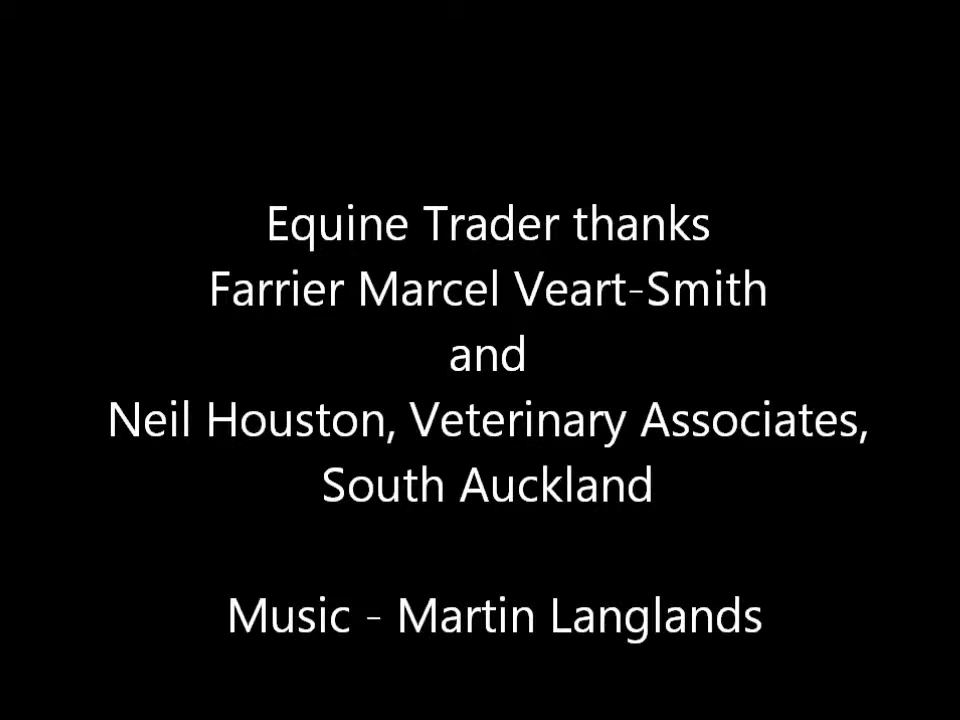 Equine Trader thanks
Farrier Marcel Veart-Smith
and
Neil Houston, Veterinary Associates,
South Auckland
Music - Martin Langlands